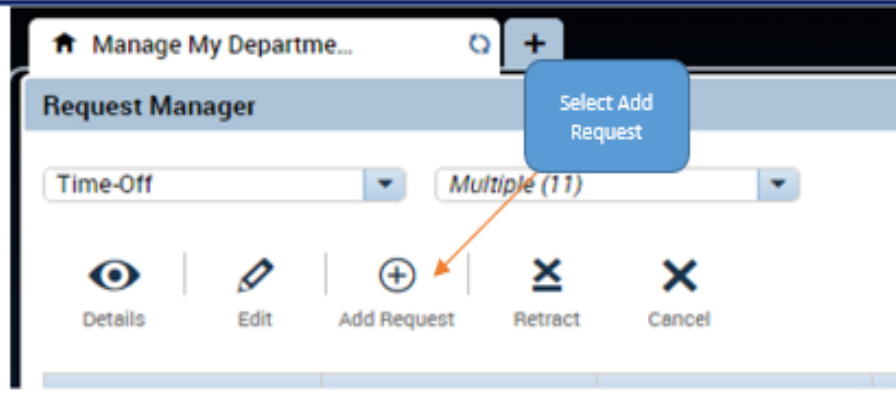 Manage My Departme...
Select Add
Request
Request Manager
Time-Off
Multiple (11)
Details
Edit
Add Request
Retract
Cancel